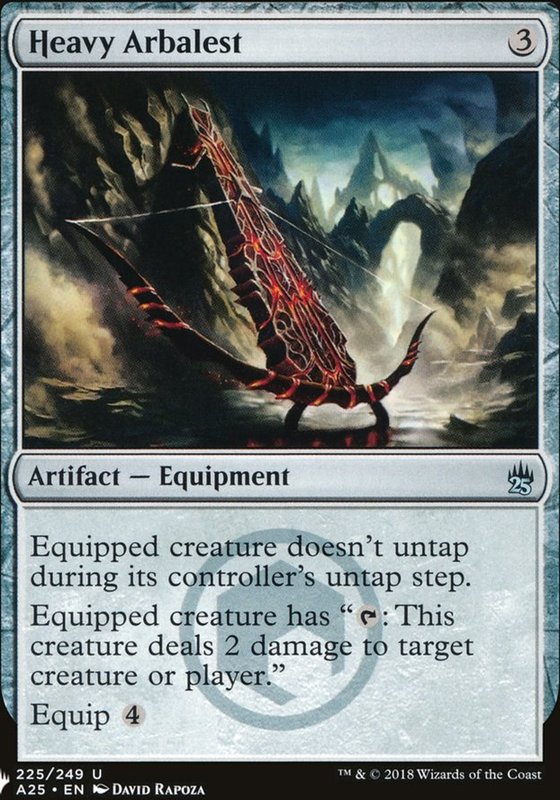 Heavy Arbalest 3
Artifact — Equipment
25
Equipped creature doesn't untap
during its controller's untap step.
Equipped creature has “: This
creature deals 2 damage to target
creature or player.”
Equip 4
225/249 U
A25 • EN DAVID RAPOZA
™ & © 2018 Wizards of the Coast